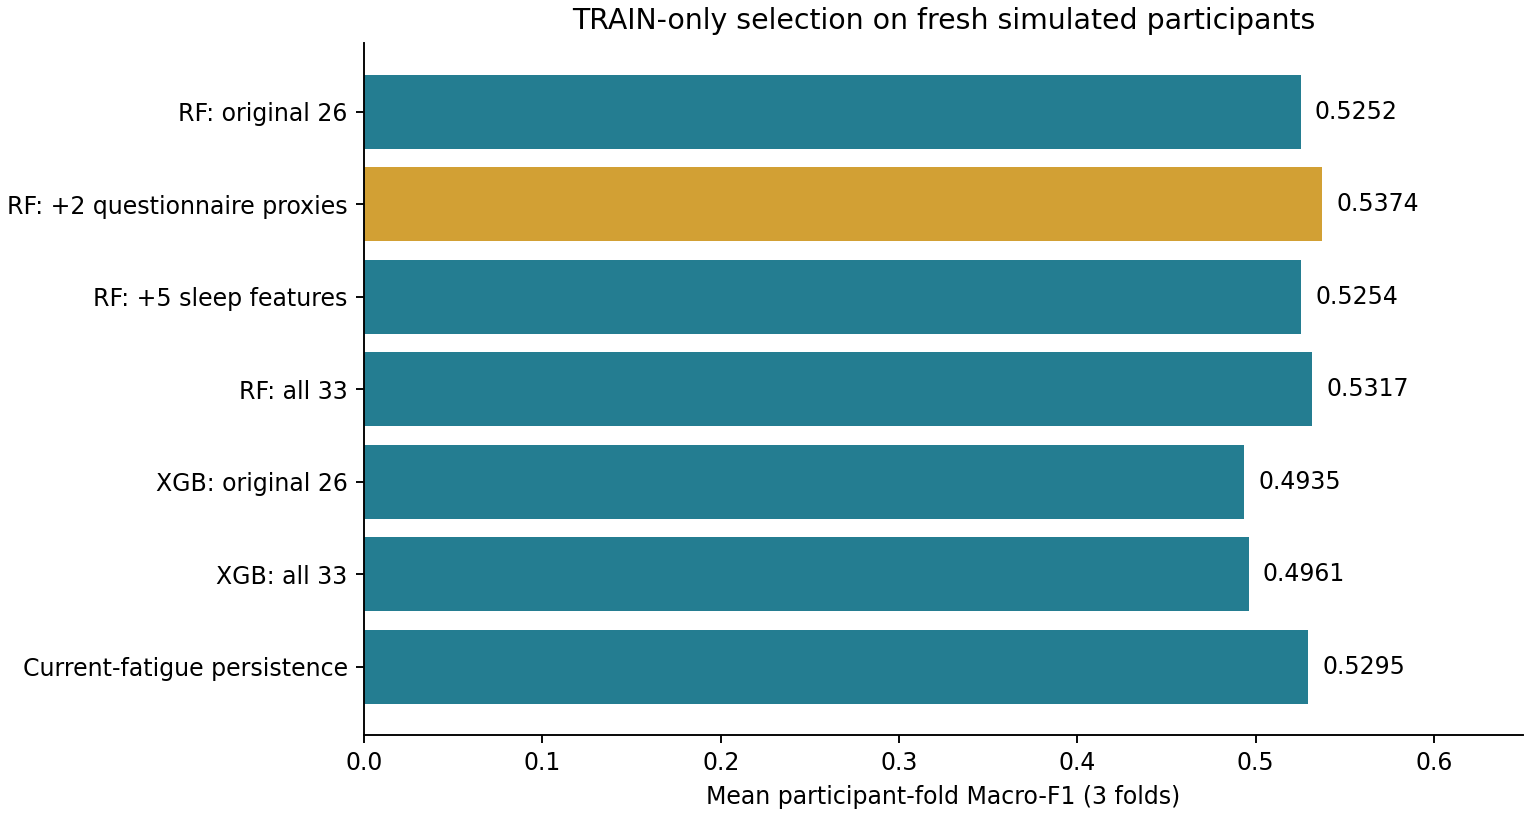 TRAIN-only selection on fresh simulated participants
RF: original 26
0.5252
RF: +2 questionnaire proxies
0.5374
RF: +5 sleep features
0.5254
RF: all 33
0.5317
XGB: original 26
0.4935
XGB: all 33
0.4961
Current-fatigue persistence
0.5295
0.0 0.1 0.2 0.3 0.4 0.5 0.6
Mean participant-fold Macro-F1 (3 folds)